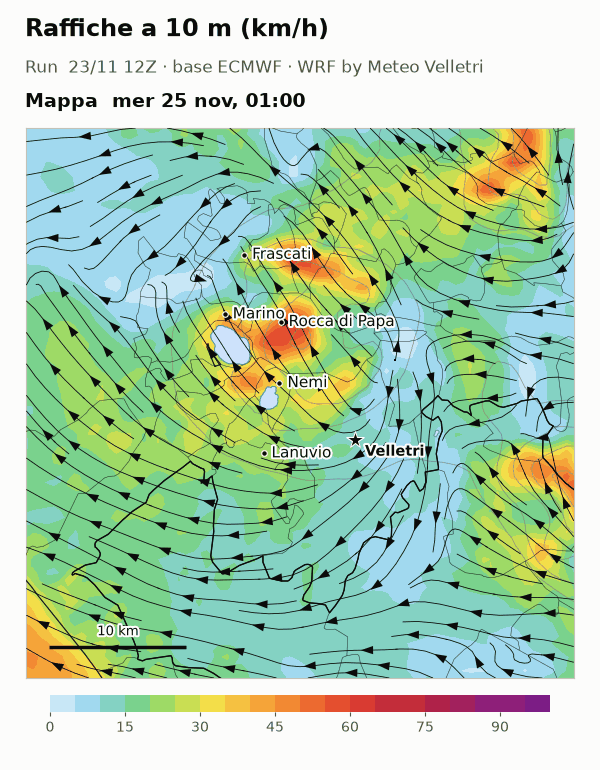 Raffiche a 10 m (km/h)
Run  23/11 12Z · base ECMWF · WRF by Meteo Velletri
Mappa  mer 25 nov, 01:00
Frascati
Marino
Rocca di Papa
Nemi
Velletri
Lanuvio
10 km
0 15 30 45 60 75 90